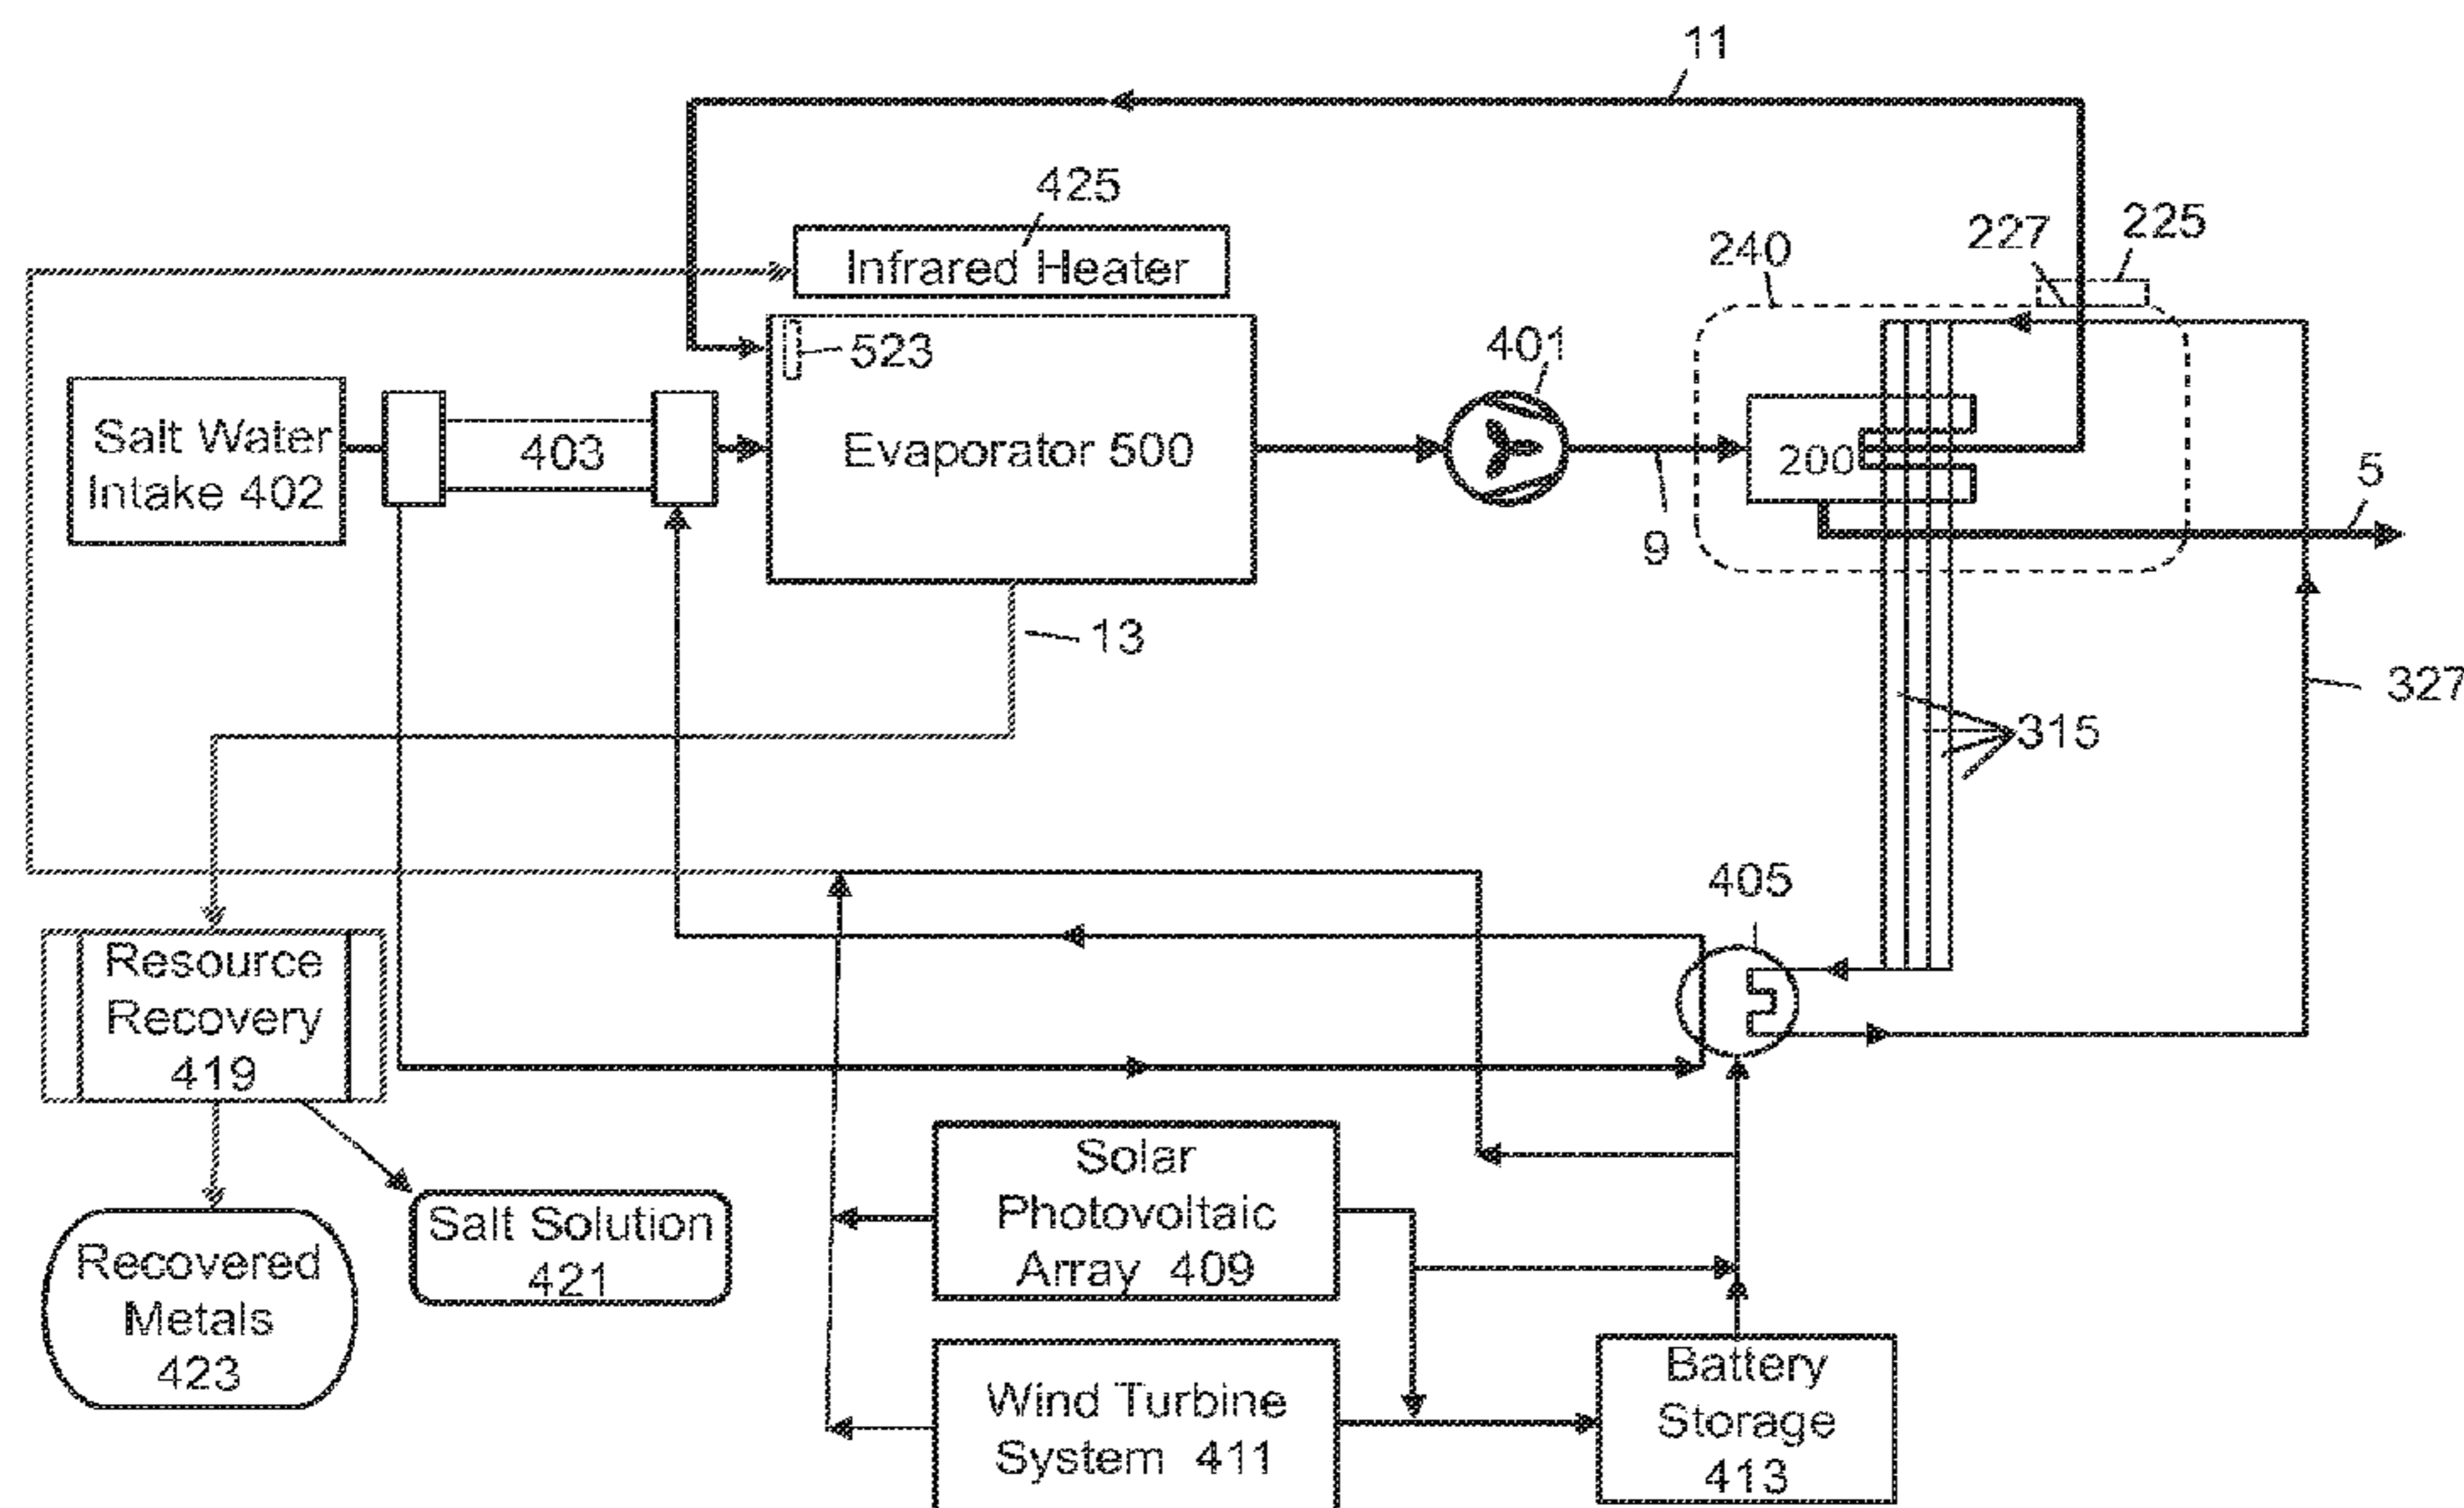 11
425
Infrared Heater
240
227
225
523
401
Salt Water
Intake 402
403
Evaporator 500
200
5
9
13
327
315
405
Resource
Recovery
419
Solar
Photovoltaic
Array 409
Salt Solution
421
Recovered
Metals
423
Wind Turbine
System 411
Battery
Storage
413